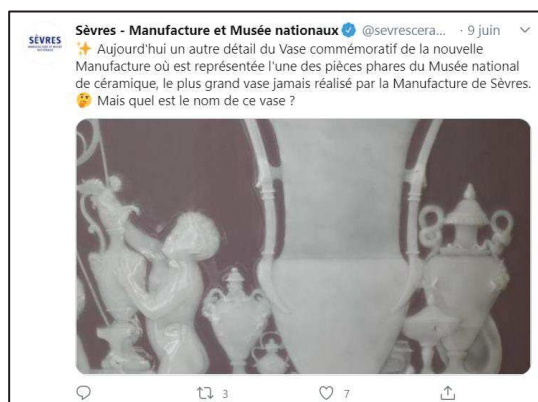 Sèvres - Manufacture et Musée nationaux @sevrescera... · 9 juin
SÈVRES
✨ Aujourd'hui un autre détail du Vase commémoratif de la nouvelle
Manufacture où est représentée l'une des pièces phares du Musée national
de céramique, le plus grand vase jamais réalisé par la Manufacture de Sèvres.
🤔 Mais quel est le nom de ce vase ?
3 7